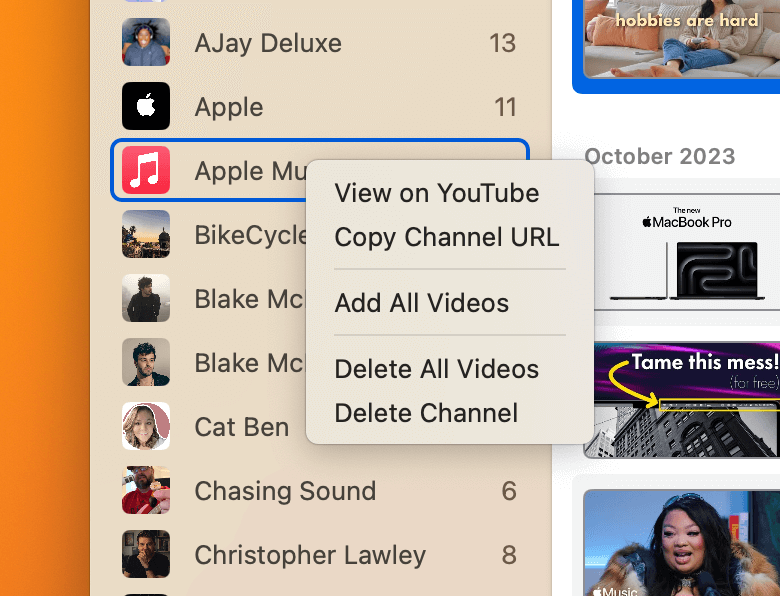 AJay Deluxe 13
Apple 11
Apple Mu
BikeCycle
Blake Mc
Blake Mc
Cat Ben
Chasing Sound 6
Christopher Lawley 8
View on YouTube
Copy Channel URL
Add All Videos
Delete All Videos
Delete Channel
hobbies are hard
October 2023
The new
MacBook Pro
Tame this mess!
(for free)
Music